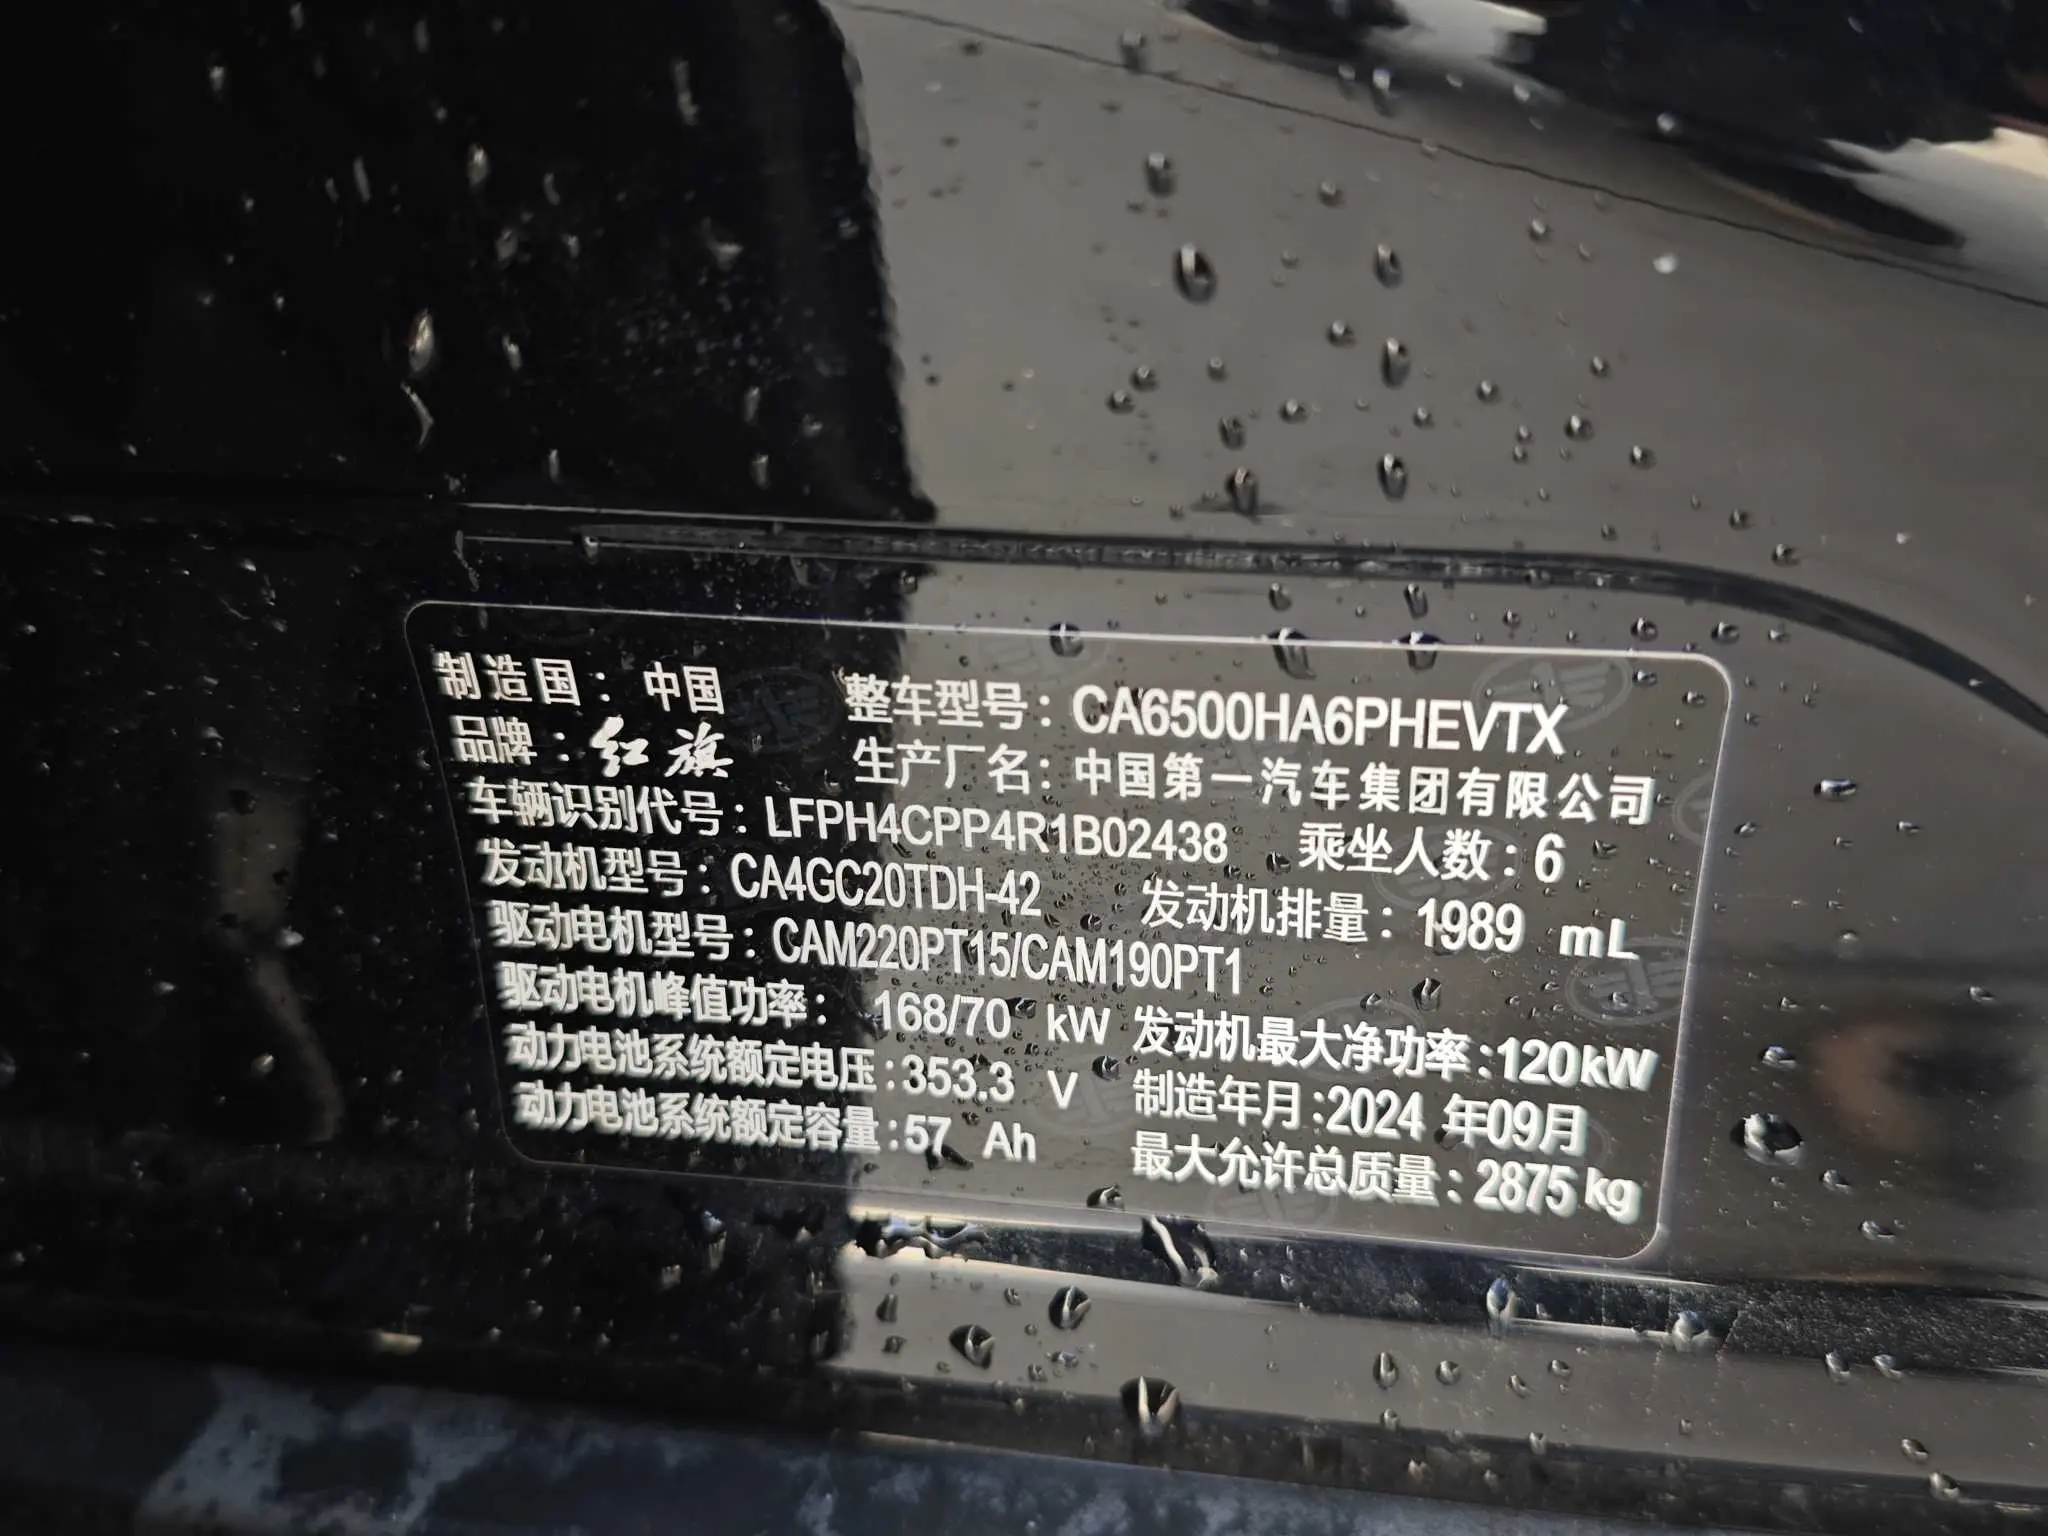 制造国：中国 整车型号：CA6500HA6PHEVTX
品牌：红旗 生产厂名：中国第一汽车集团有限公司
车辆识别代号：LFPH4CPP4R1B02438 乘坐人数：6
发动机型号：CA4GC20TDH-42 发动机排量：1989 mL
驱动电机型号：CAM220PT15/CAM190PT1
驱动电机峰值功率：168/70 kW 发动机最大净功率：120kW
动力电池系统额定电压：353.3 V 制造年月：2024 年09月
动力电池系统额定容量：57 Ah 最大允许总质量：2875 kg